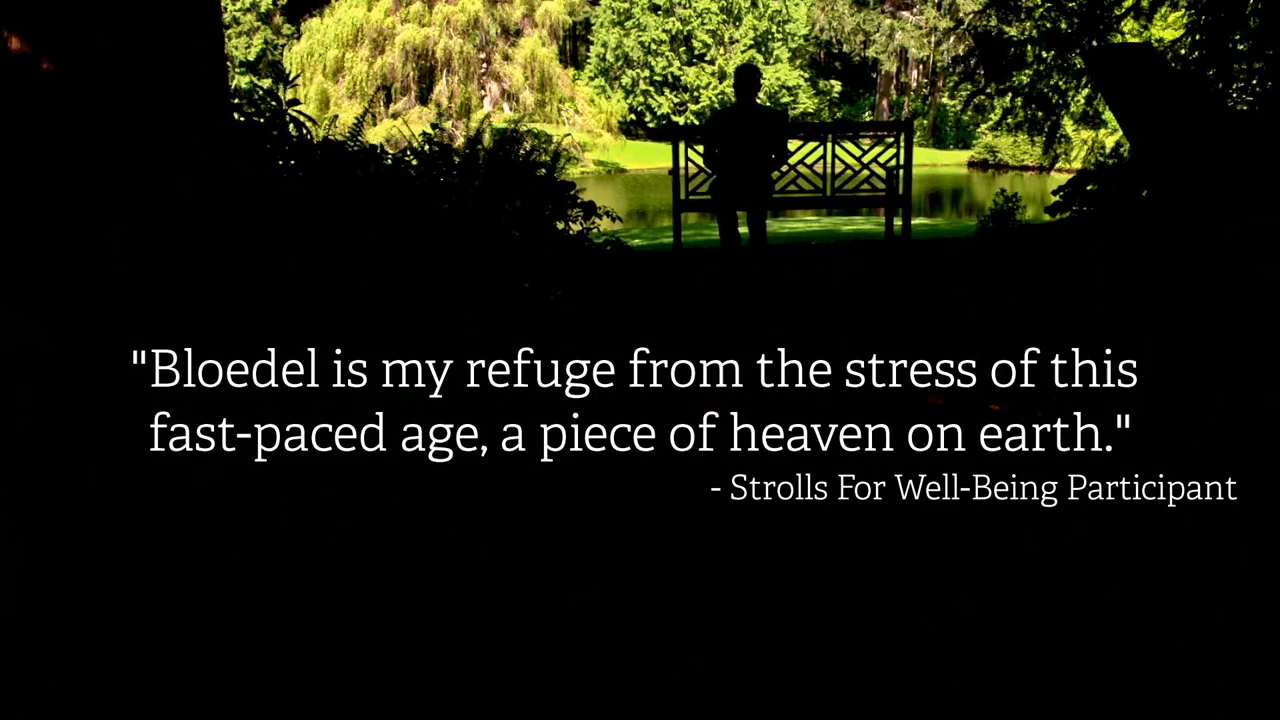 "Bloedel is my refuge from the stress of this
fast-paced age, a piece of heaven on earth."
- Strolls For Well-Being Participant